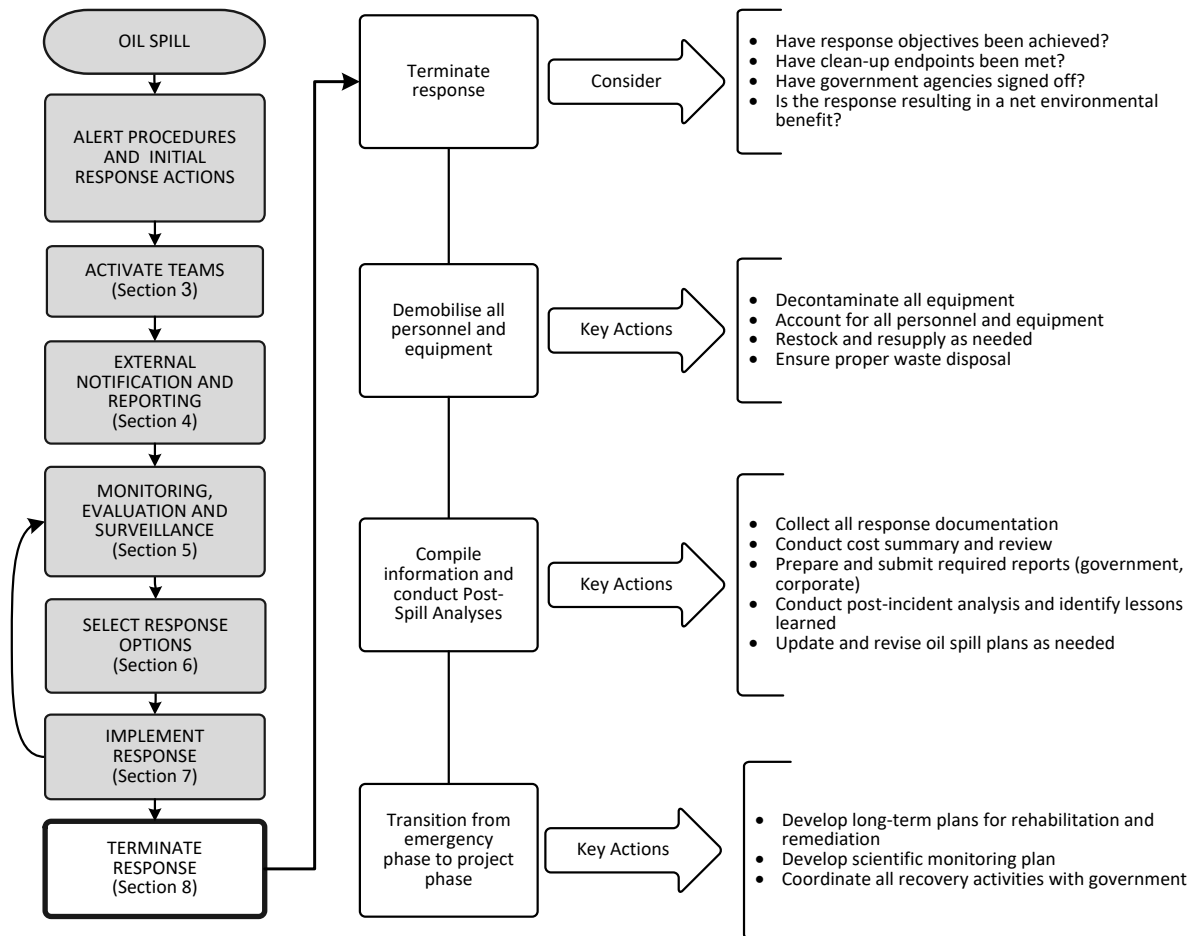 OIL SPILL
ALERT PROCEDURES
AND INITIAL
RESPONSE ACTIONS
ACTIVATE TEAMS
(Section 3)
EXTERNAL
NOTIFICATION AND
REPORTING
(Section 4)
MONITORING,
EVALUATION AND
SURVEILLANCE
(Section 5)
SELECT RESPONSE
OPTIONS
(Section 6)
IMPLEMENT
RESPONSE
(Section 7)
TERMINATE
RESPONSE
(Section 8)
Terminate
response
Consider
• Have response objectives been achieved?
• Have clean-up endpoints been met?
• Have government agencies signed off?
• Is the response resulting in a net environmental
benefit?
Demobilise all
personnel and
equipment
Key Actions
• Decontaminate all equipment
• Account for all personnel and equipment
• Restock and resupply as needed
• Ensure proper waste disposal
Compile
information and
conduct Post-
Spill Analyses
Key Actions
• Collect all response documentation
• Conduct cost summary and review
• Prepare and submit required reports (government,
corporate)
• Conduct post-incident analysis and identify lessons
learned
• Update and revise oil spill plans as needed
Transition from
emergency
phase to project
phase
Key Actions
• Develop long-term plans for rehabilitation and
remediation
• Develop scientific monitoring plan
• Coordinate all recovery activities with government